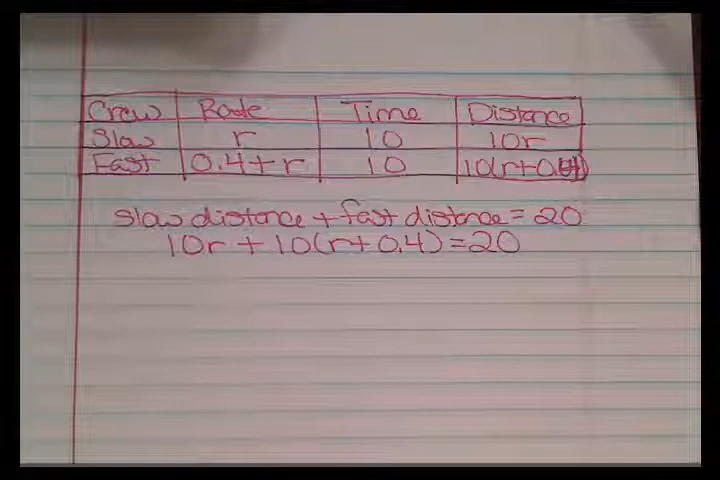 Crew Rate Time Distance
Slow r 10 10r
Fast 0.4+r 10 10(r+0.4)
slow distance + fast distance = 20
10r + 10(r+0.4) = 20